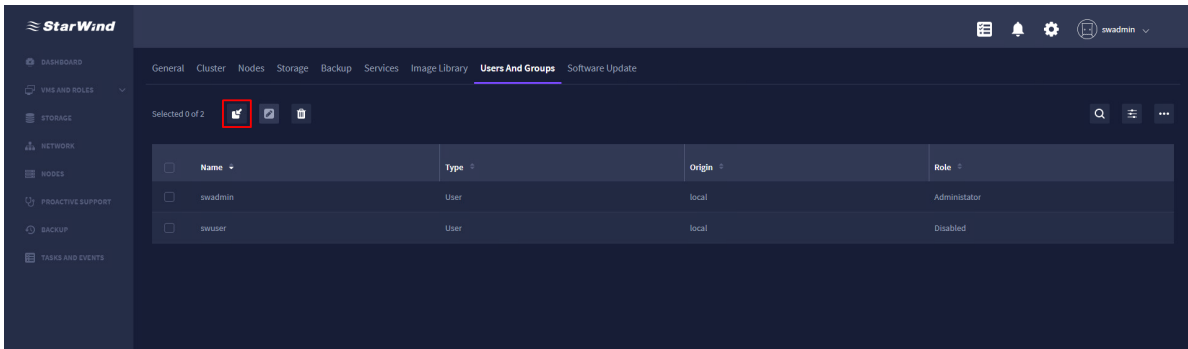 StarWind
swadmin
DASHBOARD
VMS AND ROLES
STORAGE
NETWORK
NODES
PROACTIVE SUPPORT
BACKUP
TASKS AND EVENTS
General Cluster Nodes Storage Backup Services Image Library Users And Groups Software Update
Selected 0 of 2
Name Type Origin Role
swadmin User local Administator
swuser User local Disabled